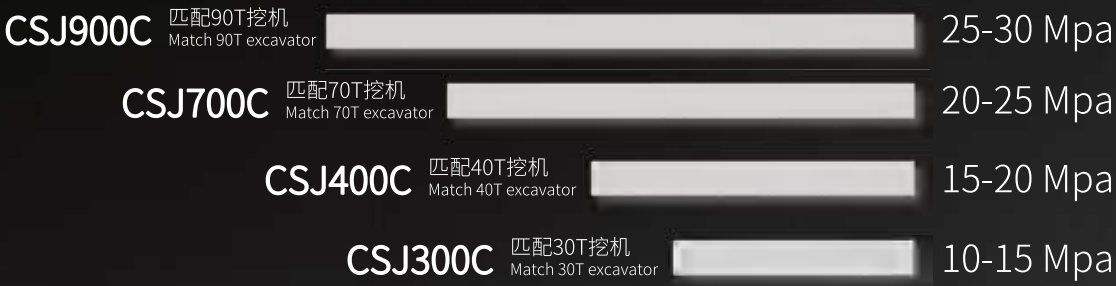 CSJ900C 匹配90T挖机
Match 90T excavator
25-30 Mpa
CSJ700C 匹配70T挖机
Match 70T excavator
20-25 Mpa
CSJ400C 匹配40T挖机
Match 40T excavator
15-20 Mpa
CSJ300C 匹配30T挖机
Match 30T excavator
10-15 Mpa